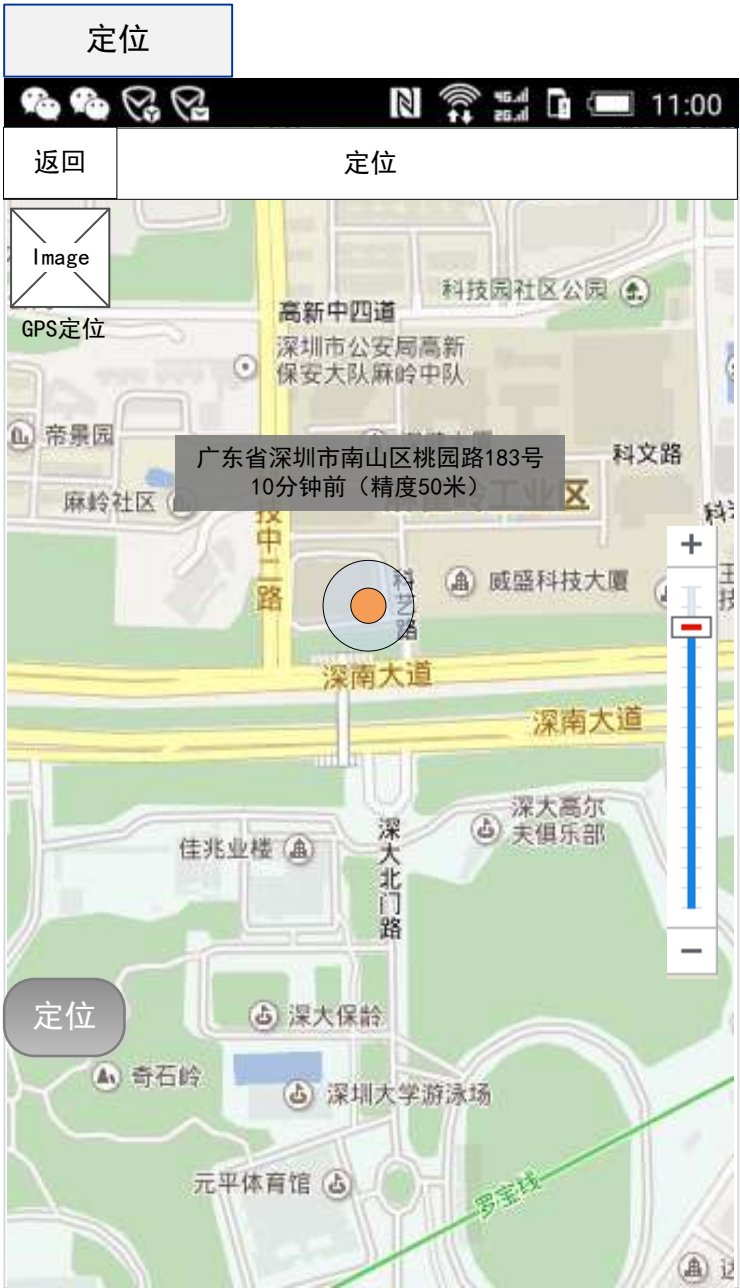 定位
4G
2G
11:00
返回
定位
Image
GPS定位
科技园社区公园
高新中四道
深圳市公安局高新
保安大队麻岭中队
帝景园
科文路
广东省深圳市南山区桃园路183号
10分钟前（精度50米）
麻岭社区
工业区
技中二路
科艺路
威盛科技大厦
+
深南大道
深南大道
深大高尔
夫俱乐部
佳兆业楼
深大北门路
−
定位
深大保龄
奇石岭
深圳大学游泳场
元平体育馆
罗宝线